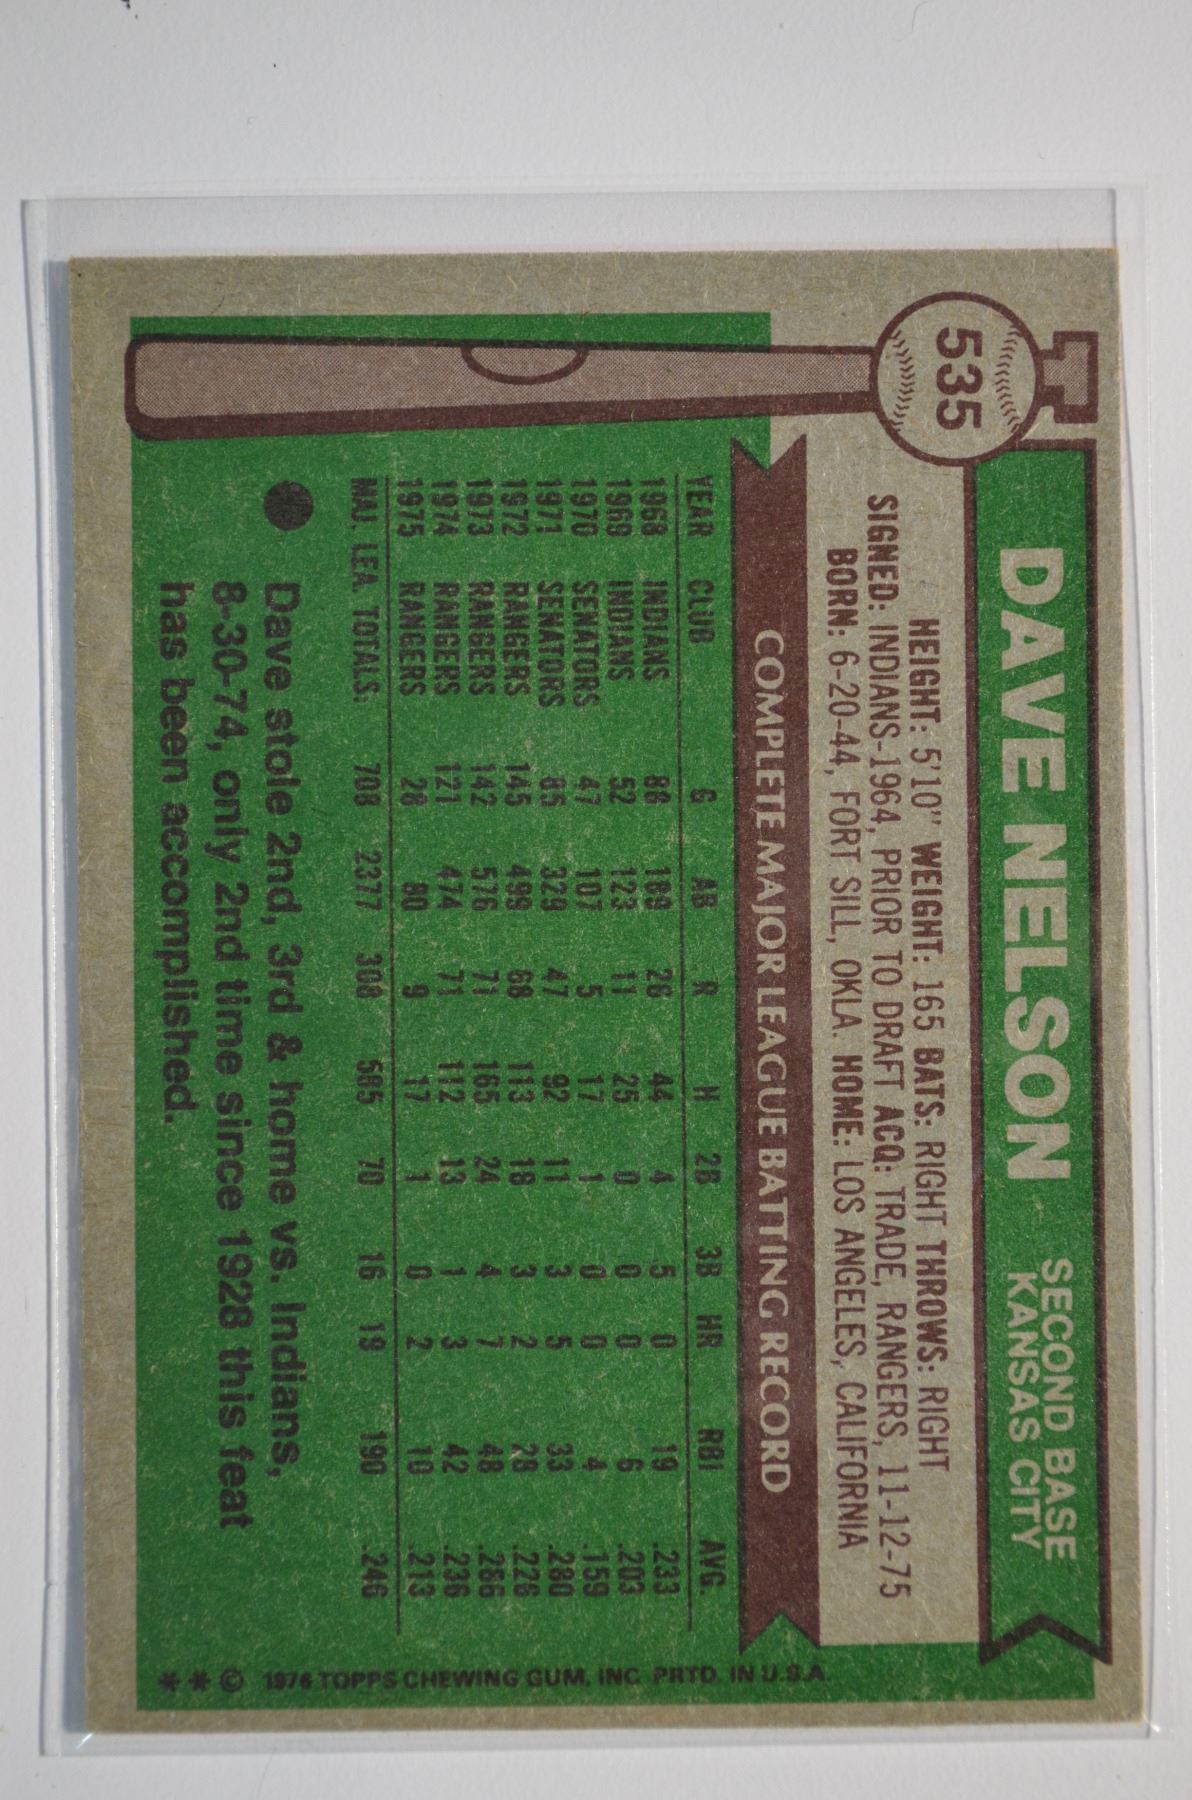 535
DAVE NELSON
SECOND BASE
KANSAS CITY
HEIGHT: 5'10" WEIGHT: 165 BATS: RIGHT THROWS: RIGHT
SIGNED: INDIANS-1964, PRIOR TO DRAFT ACQ: TRADE, RANGERS, 11-12-75
BORN: 6-20-44, FORT SILL, OKLA. HOME: LOS ANGELES, CALIFORNIA
COMPLETE MAJOR LEAGUE BATTING RECORD
YEAR CLUB G AB R H 2B 3B HR RBI AVG.
1968 INDIANS 88 189 26 44 4 5 0 19 .233
1969 INDIANS 52 123 11 25 0 0 0 6 .203
1970 SENATORS 47 107 5 17 1 0 0 4 .159
1971 SENATORS 85 329 47 92 11 3 5 33 .280
1972 RANGERS 145 499 68 113 18 3 2 28 .226
1973 RANGERS 142 576 71 165 24 4 7 48 .286
1974 RANGERS 121 474 71 112 13 1 3 42 .236
1975 RANGERS 28 80 9 17 1 0 2 10 .213
MAJ. LEA. TOTALS. 708 2377 308 585 70 16 19 190 .246
Dave stole 2nd, 3rd & home vs. Indians,
8-30-74, only 2nd time since 1928 this feat
has been accomplished.
**© 1976 TOPPS CHEWING GUM, INC. PRTD. IN U.S.A.